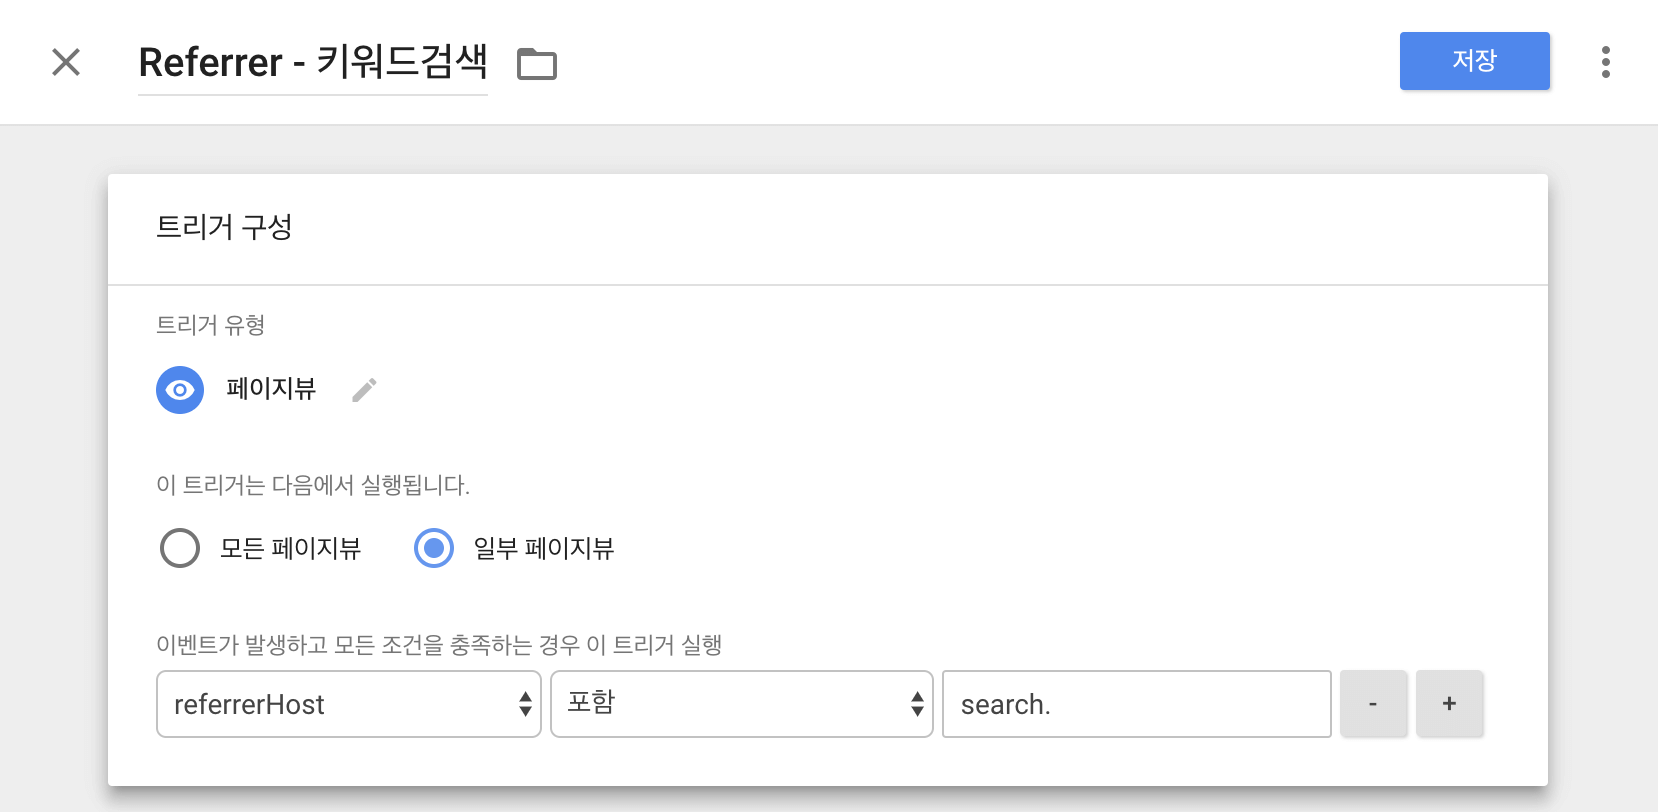 Referrer - 키워드검색
저장
트리거 구성
트리거 유형
페이지뷰
이 트리거는 다음에서 실행됩니다.
모든 페이지뷰 일부 페이지뷰
이벤트가 발생하고 모든 조건을 충족하는 경우 이 트리거 실행
referrerHost 포함 search. - +